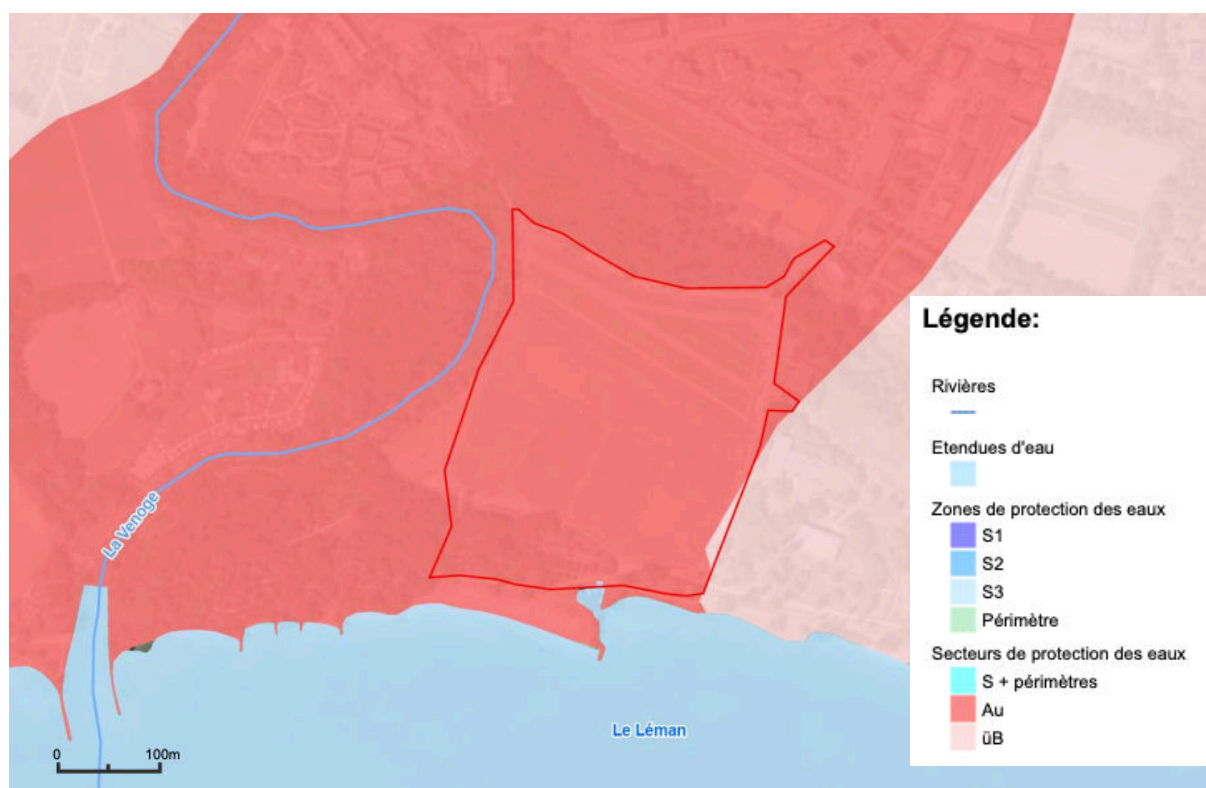 La Venoge
Le Léman
0 100m
Légende:
Rivières
Etendues d'eau
Zones de protection des eaux
S1
S2
S3
Périmètre
Secteurs de protection des eaux
S + périmètres
Au
üB